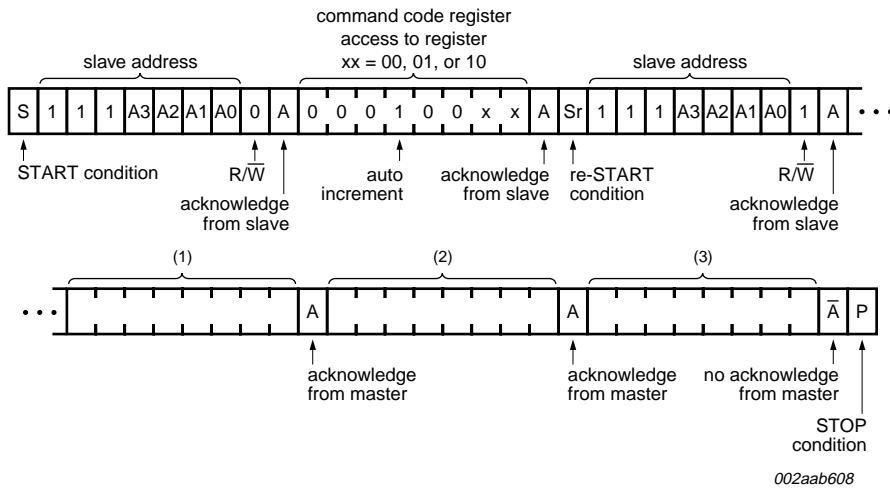 command code register
access to register
xx = 00, 01, or 10
slave address
slave address
S 1 1 1 A3 A2 A1 A0 0 A 0 0 0 1 0 0 x x A Sr 1 1 1 A3 A2 A1 A0 1 A • • •
START condition
R/W̅
acknowledge
from slave
auto
increment
acknowledge
from slave
re-START
condition
R/W̅
acknowledge
from slave
(1) (2) (3)
• • • A A A̅ P
acknowledge
from master
acknowledge
from master
no acknowledge
from master
STOP
condition
002aab608